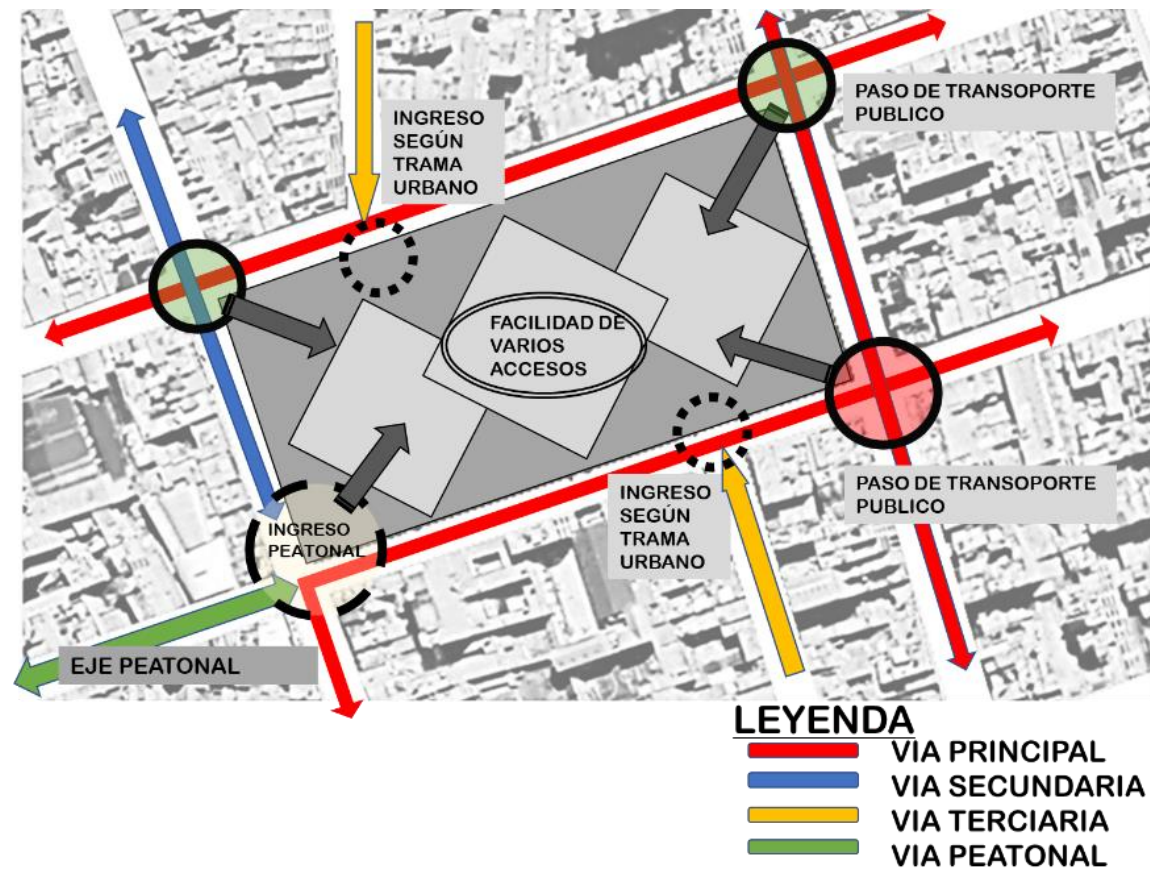 INGRESO
SEGÚN
TRAMA
URBANO
PASO DE TRANSOPORTE
PUBLICO
FACILIDAD DE
VARIOS
ACCESOS
INGRESO
PEATONAL
INGRESO
SEGÚN
TRAMA
URBANO
PASO DE TRANSOPORTE
PUBLICO
EJE PEATONAL
LEYENDA
VIA PRINCIPAL
VIA SECUNDARIA
VIA TERCIARIA
VIA PEATONAL